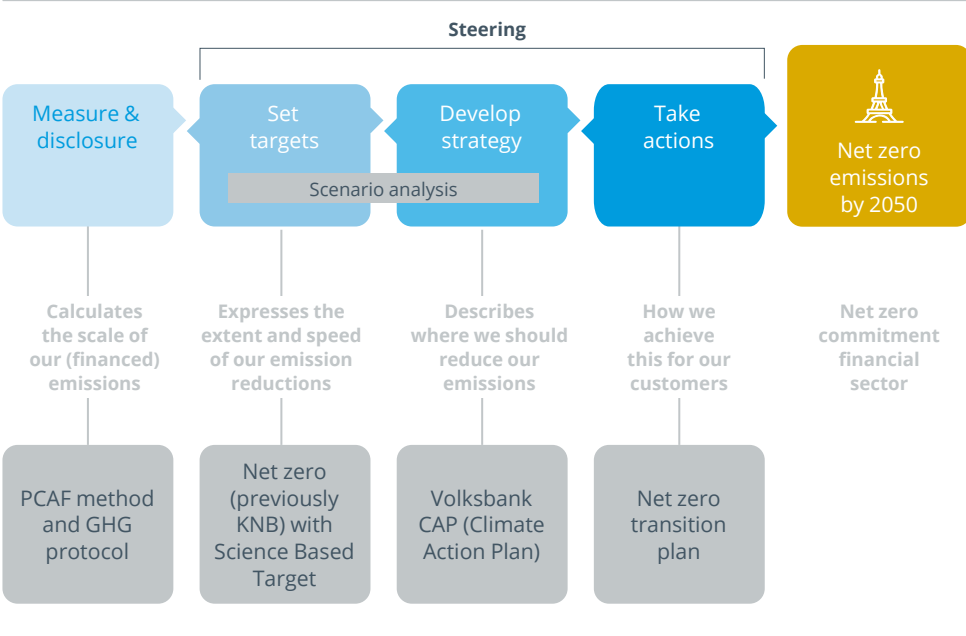 Steering
Measure &
disclosure
Set
targets
Develop
strategy
Take
actions
Net zero
emissions
by 2050
Scenario analysis
Calculates
the scale of
our (financed)
emissions
Expresses the
extent and speed
of our emission
reductions
Describes
where we should
reduce our
emissions
How we
achieve
this for our
customers
Net zero
commitment
financial
sector
PCAF method
and GHG
protocol
Net zero
(previously
KNB) with
Science Based
Target
Volksbank
CAP (Climate
Action Plan)
Net zero
transition
plan